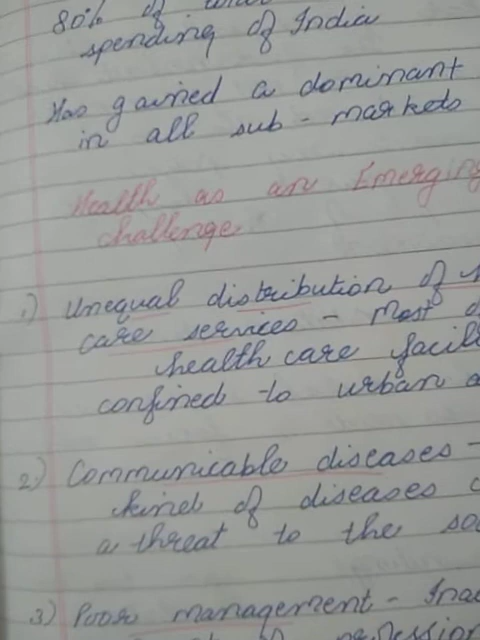 80% of
spending of India
Has gained a dominant
in all sub - markets
Health as an Emerging
challenge
1) Unequal distribution of
care services - Most
health care
confined to urban
2) Communicable diseases -
kind of diseases
a threat to the
3) Poor management -
of